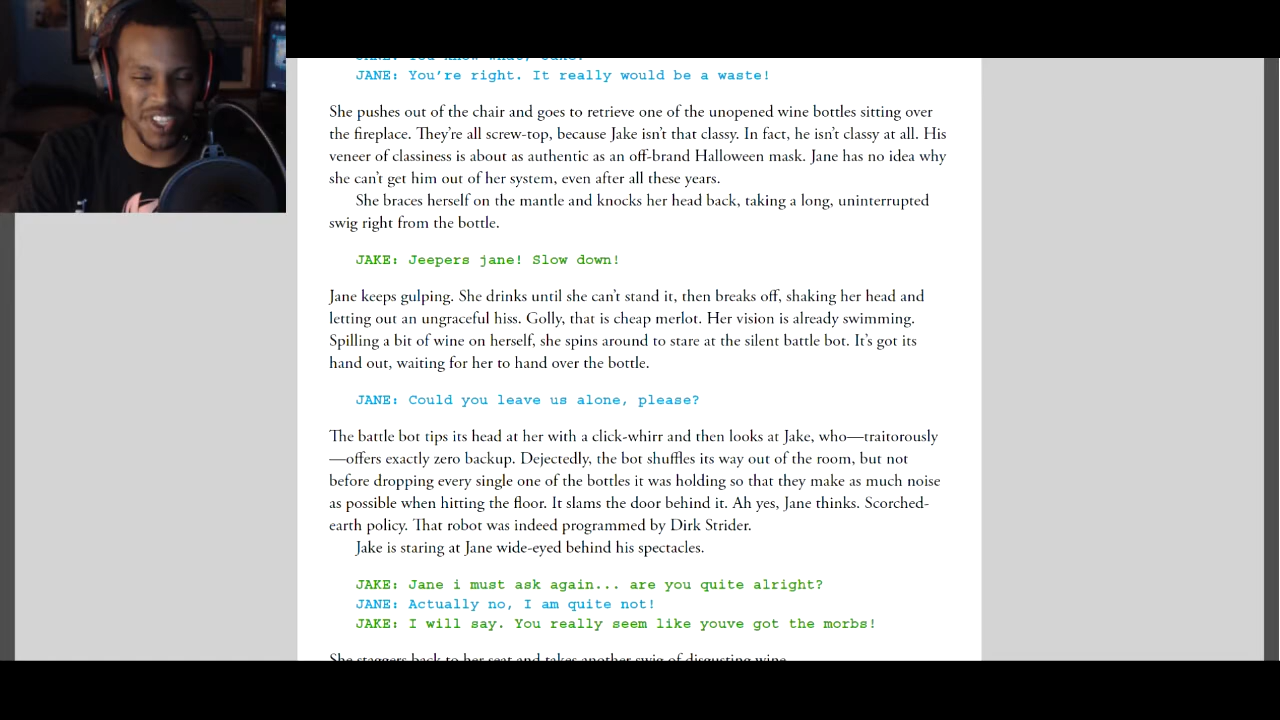 JANE: You're right. It really would be a waste!
She pushes out of the chair and goes to retrieve one of the unopened wine bottles sitting over
the fireplace. They're all screw-top, because Jake isn't that classy. In fact, he isn't classy at all. His
veneer of classiness is about as authentic as an off-brand Halloween mask. Jane has no idea why
she can't get him out of her system, even after all these years.
She braces herself on the mantle and knocks her head back, taking a long, uninterrupted
swig right from the bottle.
JAKE: Jeepers jane! Slow down!
Jane keeps gulping. She drinks until she can't stand it, then breaks off, shaking her head and
letting out an ungraceful hiss. Golly, that is cheap merlot. Her vision is already swimming.
Spilling a bit of wine on herself, she spins around to stare at the silent battle bot. It's got its
hand out, waiting for her to hand over the bottle.
JANE: Could you leave us alone, please?
The battle bot tips its head at her with a click-whirr and then looks at Jake, who—traitorously
—offers exactly zero backup. Dejectedly, the bot shuffles its way out of the room, but not
before dropping every single one of the bottles it was holding so that they make as much noise
as possible when hitting the floor. It slams the door behind it. Ah yes, Jane thinks. Scorched-
earth policy. That robot was indeed programmed by Dirk Strider.
Jake is staring at Jane wide-eyed behind his spectacles.
JAKE: Jane i must ask again... are you quite alright?
JANE: Actually no, I am quite not!
JAKE: I will say. You really seem like youve got the morbs!
She staggers back to her seat and takes another swig of disgusting wine.